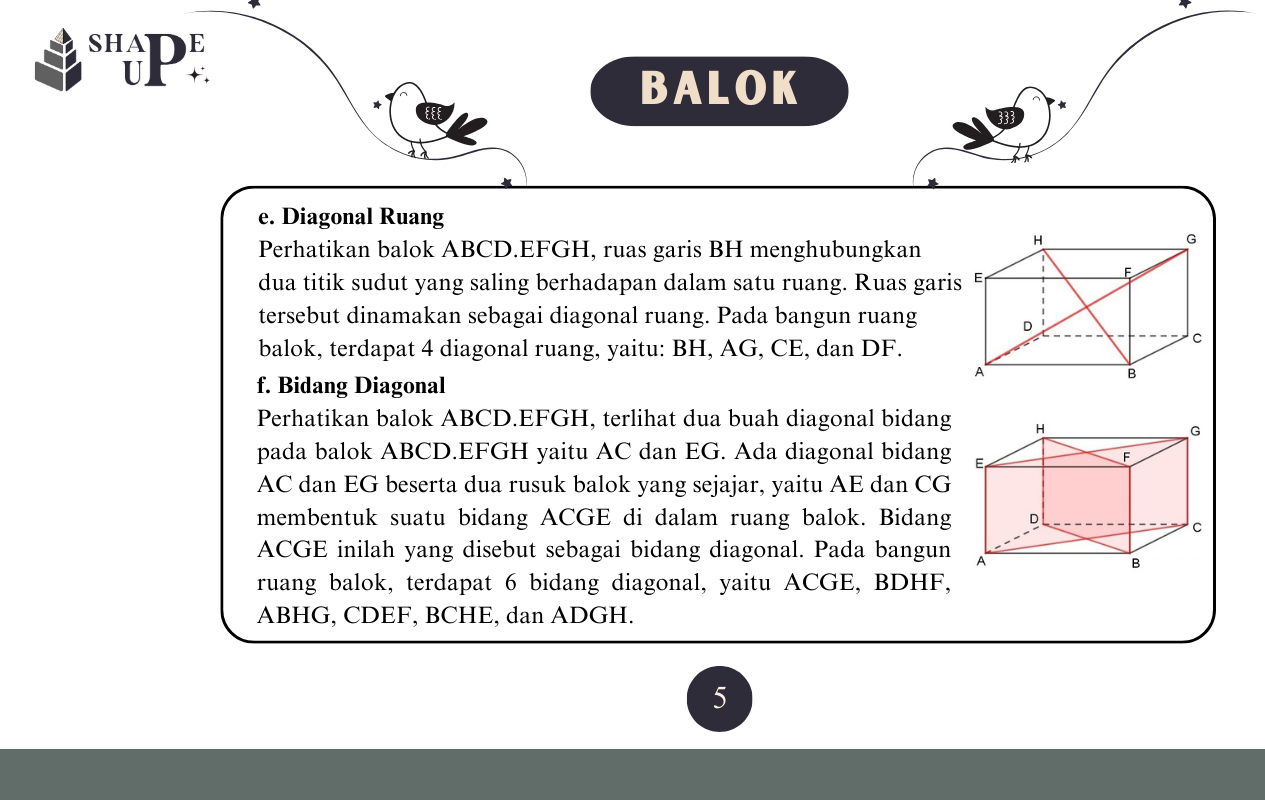 SHAPE
UP
BALOK
e. Diagonal Ruang
Perhatikan balok ABCD.EFGH, ruas garis BH menghubungkan
dua titik sudut yang saling berhadapan dalam satu ruang. Ruas garis
tersebut dinamakan sebagai diagonal ruang. Pada bangun ruang
balok, terdapat 4 diagonal ruang, yaitu: BH, AG, CE, dan DF.
H G
E F
D C
A B
f. Bidang Diagonal
Perhatikan balok ABCD.EFGH, terlihat dua buah diagonal bidang
pada balok ABCD.EFGH yaitu AC dan EG. Ada diagonal bidang
AC dan EG beserta dua rusuk balok yang sejajar, yaitu AE dan CG
membentuk suatu bidang ACGE di dalam ruang balok. Bidang
ACGE inilah yang disebut sebagai bidang diagonal. Pada bangun
ruang balok, terdapat 6 bidang diagonal, yaitu ACGE, BDHF,
ABHG, CDEF, BCHE, dan ADGH.
H G
E F
D C
A B
5